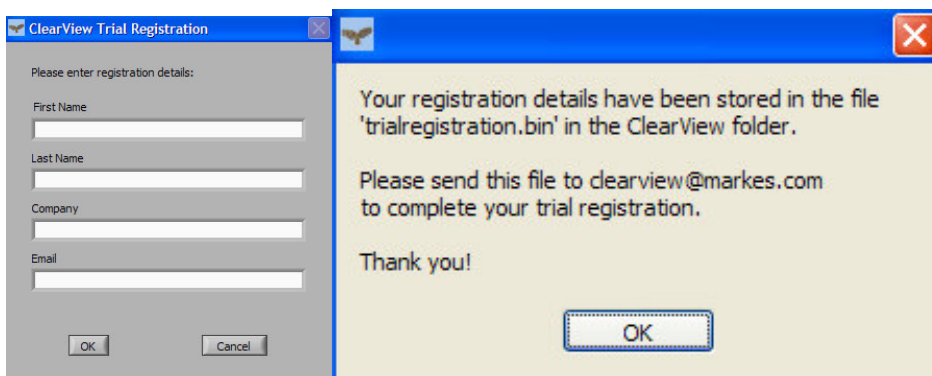 ClearView Trial Registration
Please enter registration details:
First Name
Last Name
Company
Email
OK
Cancel
Your registration details have been stored in the file
'trialregistration.bin' in the ClearView folder.
Please send this file to clearview@markes.com
to complete your trial registration.
Thank you!
OK